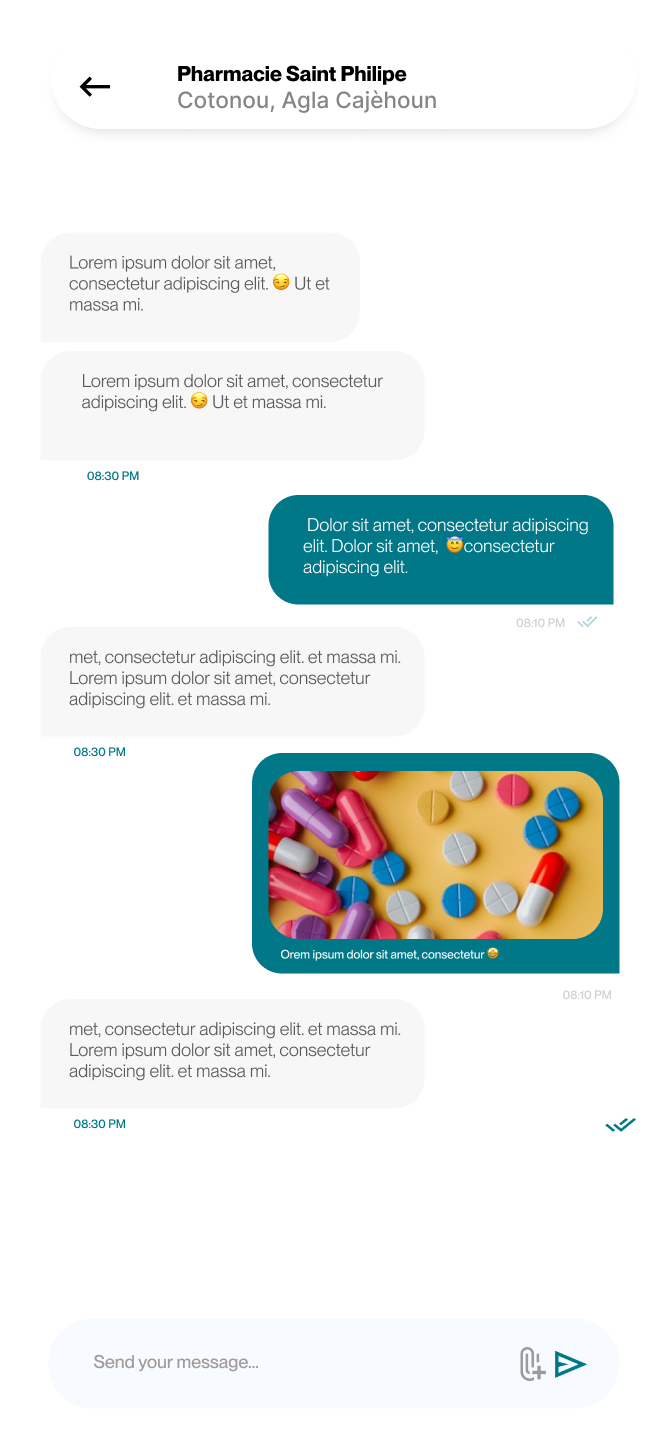 Pharmacie Saint Philipe
Cotonou, Agla Cajèhoun
Lorem ipsum dolor sit amet,
consectetur adipiscing elit. 😏 Ut et
massa mi.
Lorem ipsum dolor sit amet, consectetur
adipiscing elit. 😏 Ut et massa mi.
08:30 PM
Dolor sit amet, consectetur adipiscing
elit. Dolor sit amet, 😇consectetur
adipiscing elit.
08:10 PM
met, consectetur adipiscing elit. et massa mi.
Lorem ipsum dolor sit amet, consectetur
adipiscing elit. et massa mi.
08:30 PM
Orem ipsum dolor sit amet, consectetur 🤩
08:10 PM
met, consectetur adipiscing elit. et massa mi.
Lorem ipsum dolor sit amet, consectetur
adipiscing elit. et massa mi.
08:30 PM
Send your message...